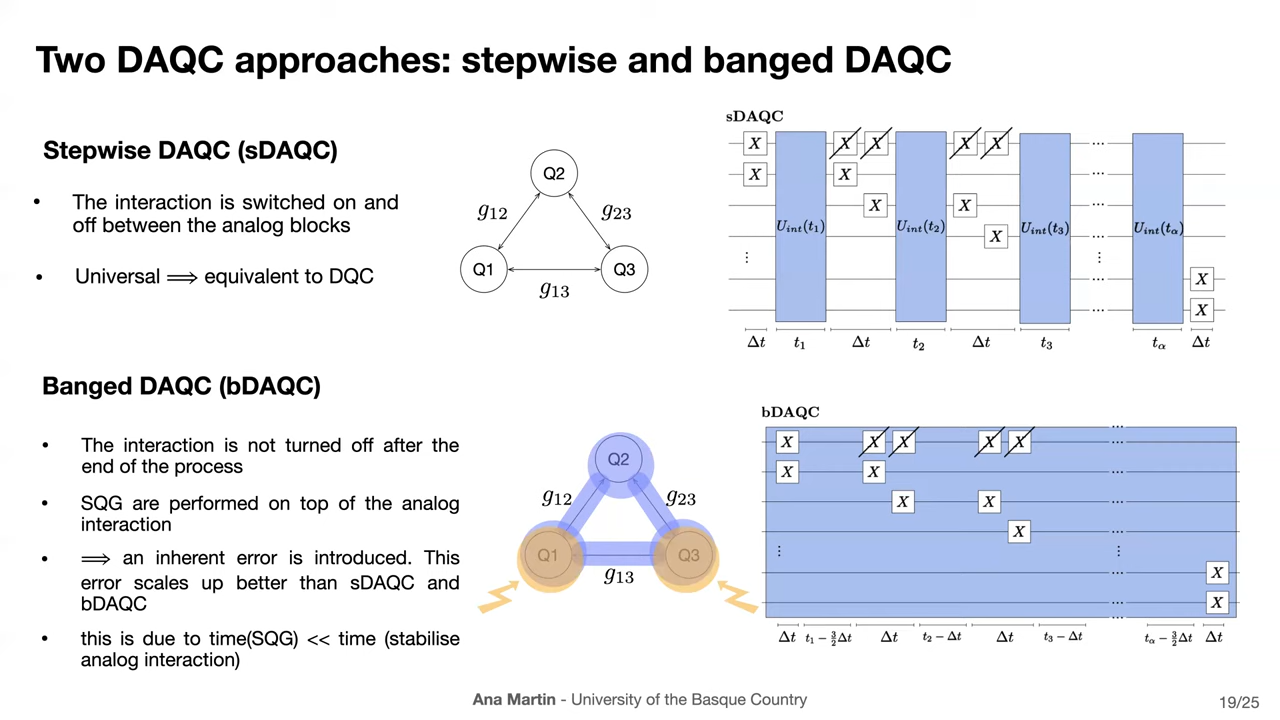 Two DAQC approaches: stepwise and banged DAQC
Stepwise DAQC (sDAQC)
• The interaction is switched on and
off between the analog blocks
• Universal ⟹ equivalent to DQC
Q2
g12
g23
Q1
Q3
g13
sDAQC
X X X ...
X X ...
X X ...
X ...
⋮ ⋮
... X
... X
Uint(t1) Uint(t2) Uint(t3) Uint(tα)
Δt t1 Δt t2 Δt t3 tα Δt
Banged DAQC (bDAQC)
• The interaction is not turned off after the
end of the process
• SQG are performed on top of the analog
interaction
• ⟹ an inherent error is introduced. This
error scales up better than sDAQC and
bDAQC
• this is due to time(SQG) << time (stabilise
analog interaction)
Q2
g12
g23
Q1
Q3
g13
bDAQC
...
X X X X X ...
X X ...
X X ...
X ...
⋮ ⋮
... X
... X
Δt t1 − 3/2Δt Δt t2 − Δt Δt t3 − Δt tα − 3/2Δt Δt
Ana Martin - University of the Basque Country
19/25